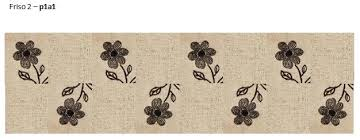 Friso 2 – p1a1